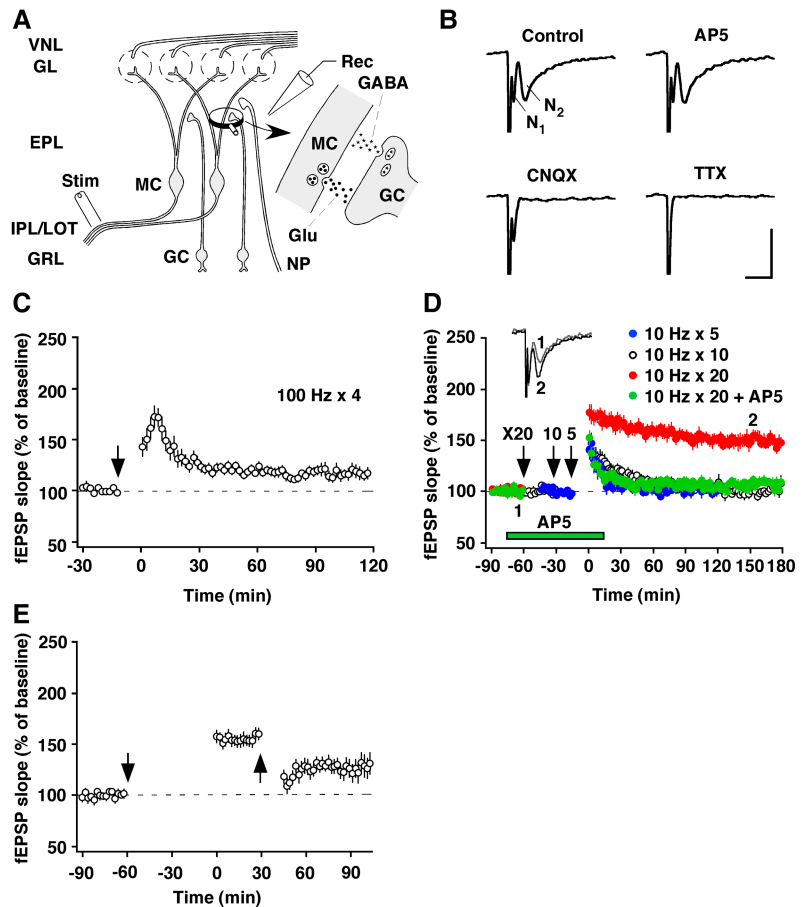 A
VNL
GL
EPL
Stim
MC
IPL/LOT
GRL
GC
NP
Rec
GABA
MC
GC
Glu
B
Control
AP5
N1
N2
CNQX
TTX
C
fEPSP slope (% of baseline)
250
200
150
100
50
100 Hz x 4
-30 0 30 60 90 120
Time (min)
D
fEPSP slope (% of baseline)
250
200
150
100
50
1
2
10 Hz x 5
10 Hz x 10
10 Hz x 20
10 Hz x 20 + AP5
2
X20 10 5
1
AP5
-90 -60 -30 0 30 60 90 120 150 180
Time (min)
E
fEPSP slope (% of baseline)
250
200
150
100
50
-90 -60 -30 0 30 60 90
Time (min)